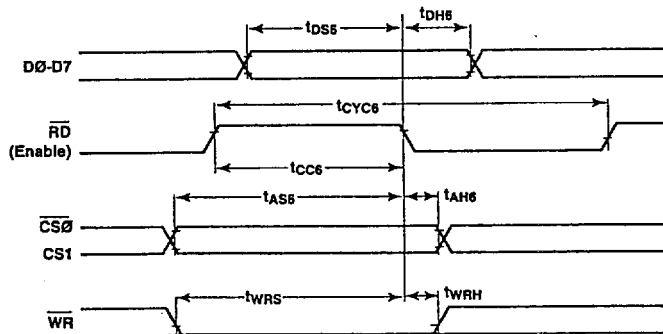 tDS6
tDH6
DØ-D7
tCYC6
RD
(Enable)
tCC6
tAS6
tAH6
CSØ
CS1
tWRS
tWRH
WR